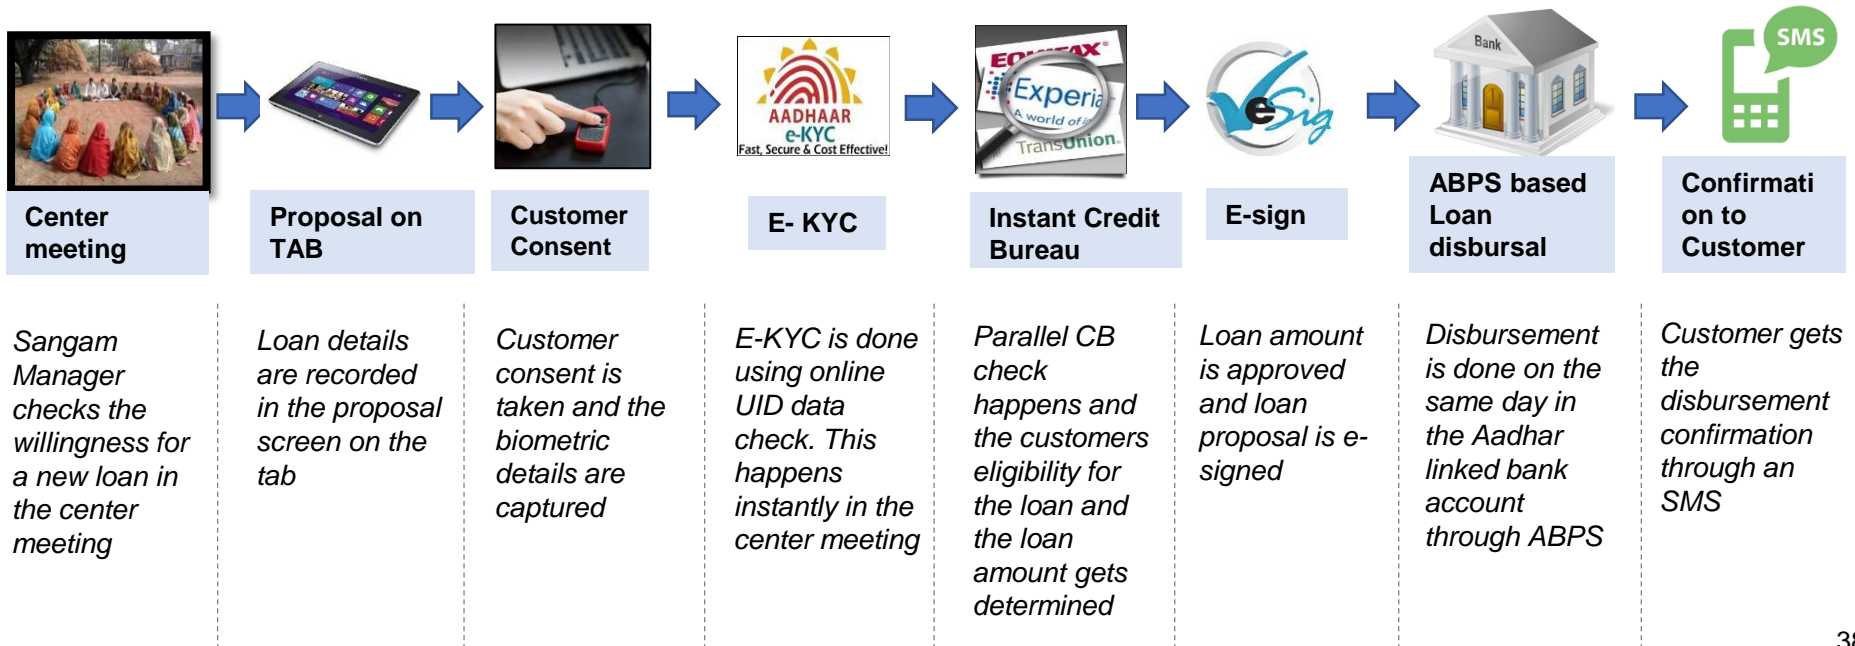 SMS
Bank
EQUIFAX
Experia
A world of i
TransUnion.
AADHAAR
e-KYC
Fast, Secure & Cost Effective!
eSig
Center
meeting
Proposal on
TAB
Customer
Consent
E- KYC
Instant Credit
Bureau
E-sign
ABPS based
Loan
disbursal
Confirmati
on to
Customer
Sangam
Manager
checks the
willingness for
a new loan in
the center
meeting
Loan details
are recorded
in the proposal
screen on the
tab
Customer
consent is
taken and the
biometric
details are
captured
E-KYC is done
using online
UID data
check. This
happens
instantly in the
center meeting
Parallel CB
check
happens and
the customers
eligibility for
the loan and
the loan
amount gets
determined
Loan amount
is approved
and loan
proposal is e-
signed
Disbursement
is done on the
same day in
the Aadhar
linked bank
account
through ABPS
Customer gets
the
disbursement
confirmation
through an
SMS
38